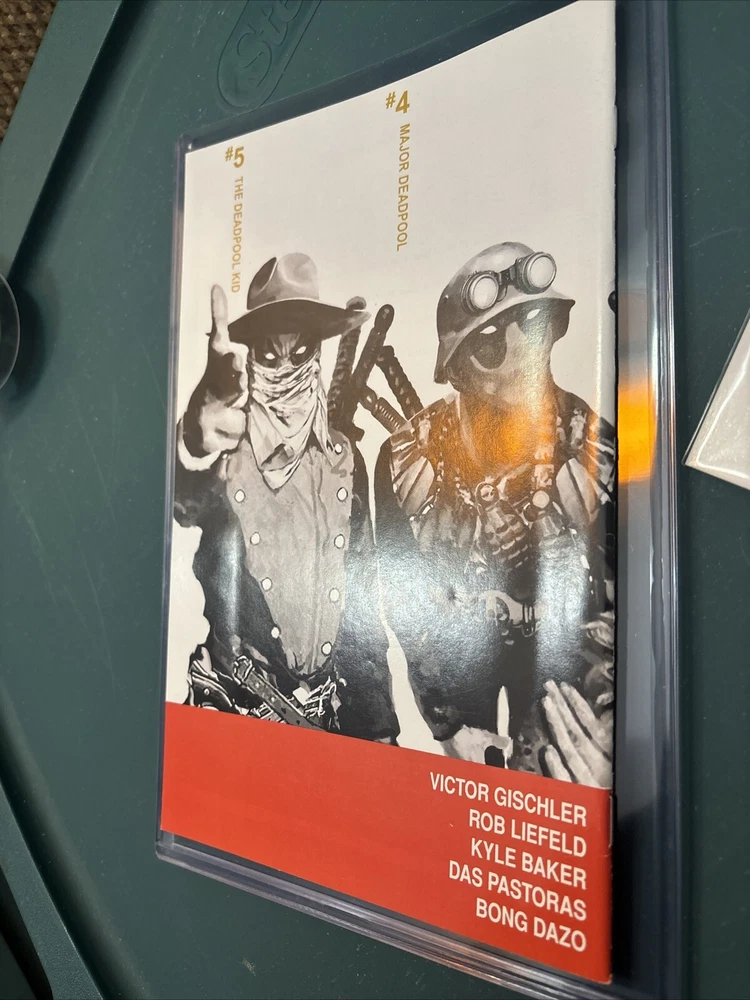 #4 MAJOR DEADPOOL
#5 THE DEADPOOL KID
VICTOR GISCHLER
ROB LIEFELD
KYLE BAKER
DAS PASTORAS
BONG DAZO